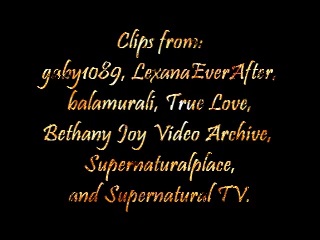 Clips from:
gaby1089, LexanaEverAfter,
balamurali, True Love,
Bethany Joy Video Archive,
Supernaturalplace,
and Supernatural TV.